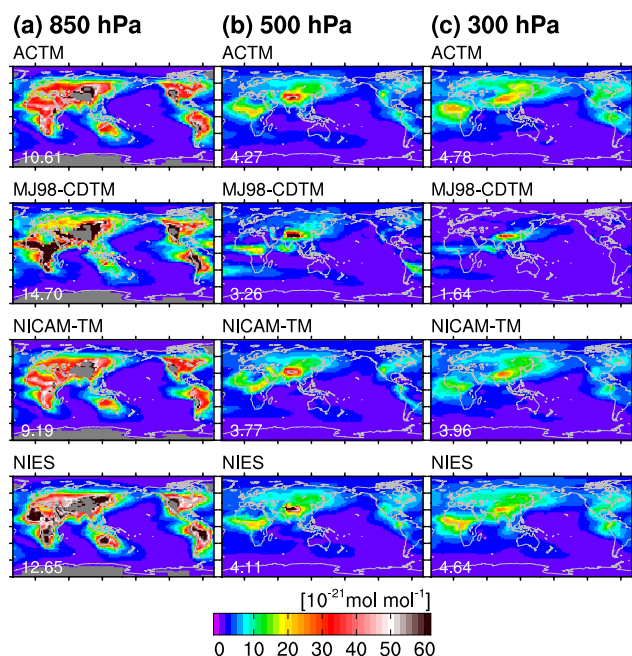 (a) 850 hPa (b) 500 hPa (c) 300 hPa
ACTM ACTM ACTM
10.61 4.27 4.78
MJ98-CDTM MJ98-CDTM MJ98-CDTM
14.70 3.26 1.64
NICAM-TM NICAM-TM NICAM-TM
9.19 3.77 3.96
NIES NIES NIES
12.65 4.11 4.64
[10⁻²¹mol mol⁻¹]
0 10 20 30 40 50 60